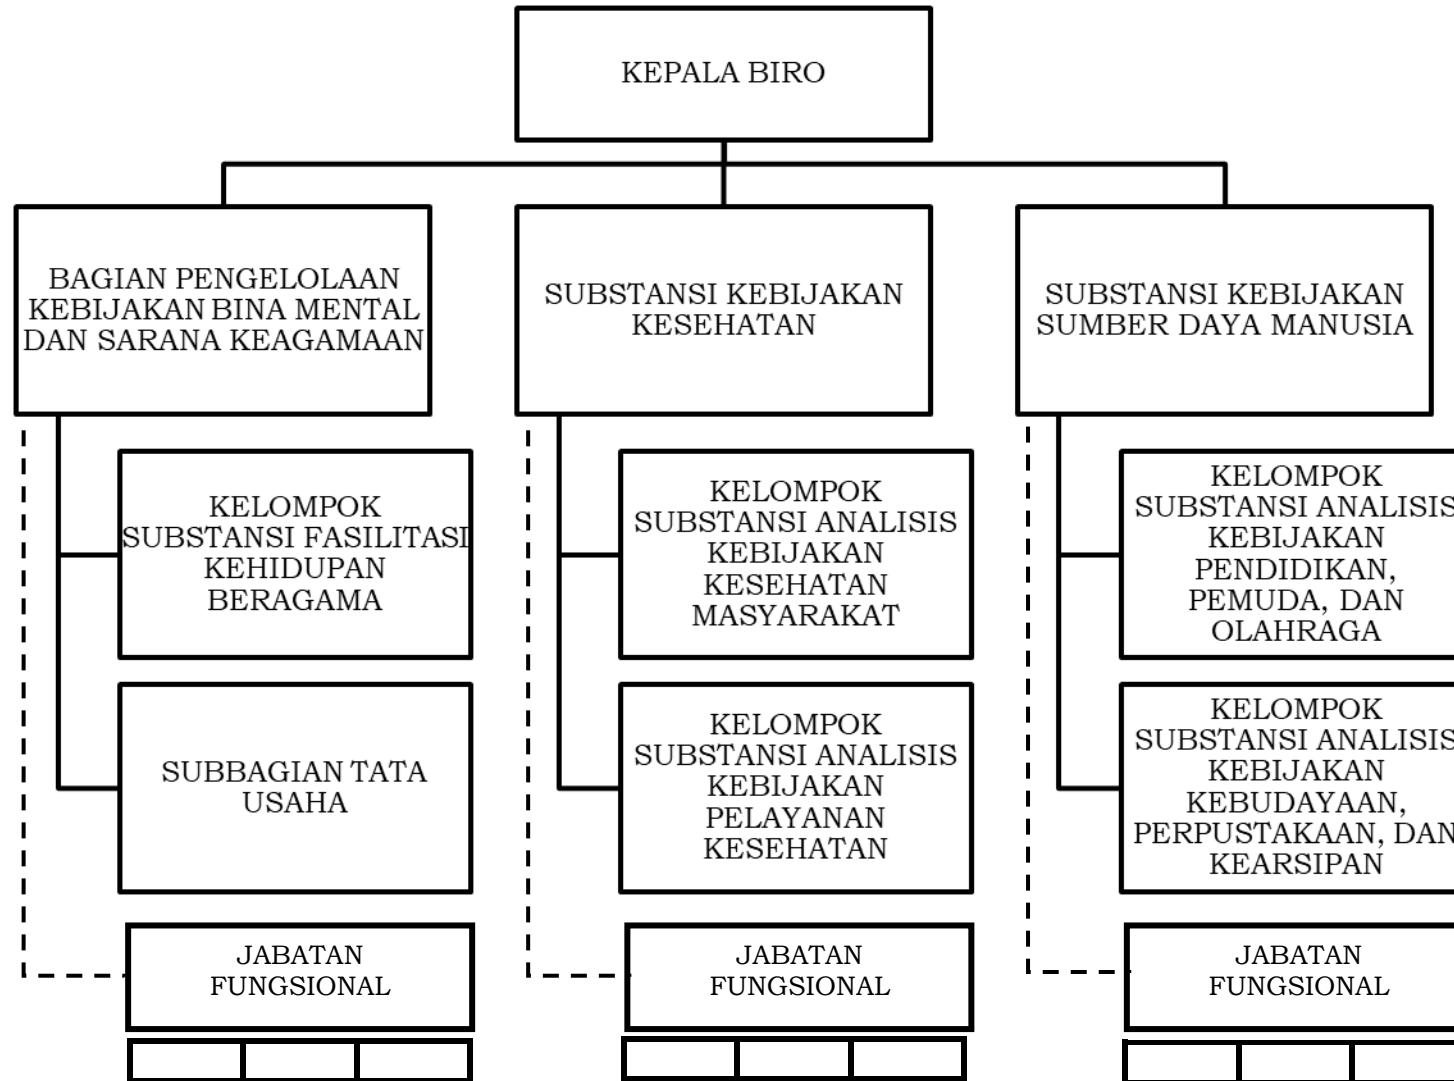 KEPALA BIRO
BAGIAN PENGELOLAAN
KEBIJAKAN BINA MENTAL
DAN SARANA KEAGAMAAN
SUBSTANSI KEBIJAKAN
KESEHATAN
SUBSTANSI KEBIJAKAN
SUMBER DAYA MANUSIA
KELOMPOK
SUBSTANSI FASILITASI
KEHIDUPAN
BERAGAMA
KELOMPOK
SUBSTANSI ANALISIS
KEBIJAKAN
KESEHATAN
MASYARAKAT
KELOMPOK
SUBSTANSI ANALISIS
KEBIJAKAN
PENDIDIKAN,
PEMUDA, DAN
OLAHRAGA
SUBBAGIAN TATA
USAHA
KELOMPOK
SUBSTANSI ANALISIS
KEBIJAKAN
PELAYANAN
KESEHATAN
KELOMPOK
SUBSTANSI ANALISIS
KEBIJAKAN
KEBUDAYAAN,
PERPUSTAKAAN, DAN
KEARSIPAN
JABATAN
FUNGSIONAL
JABATAN
FUNGSIONAL
JABATAN
FUNGSIONAL